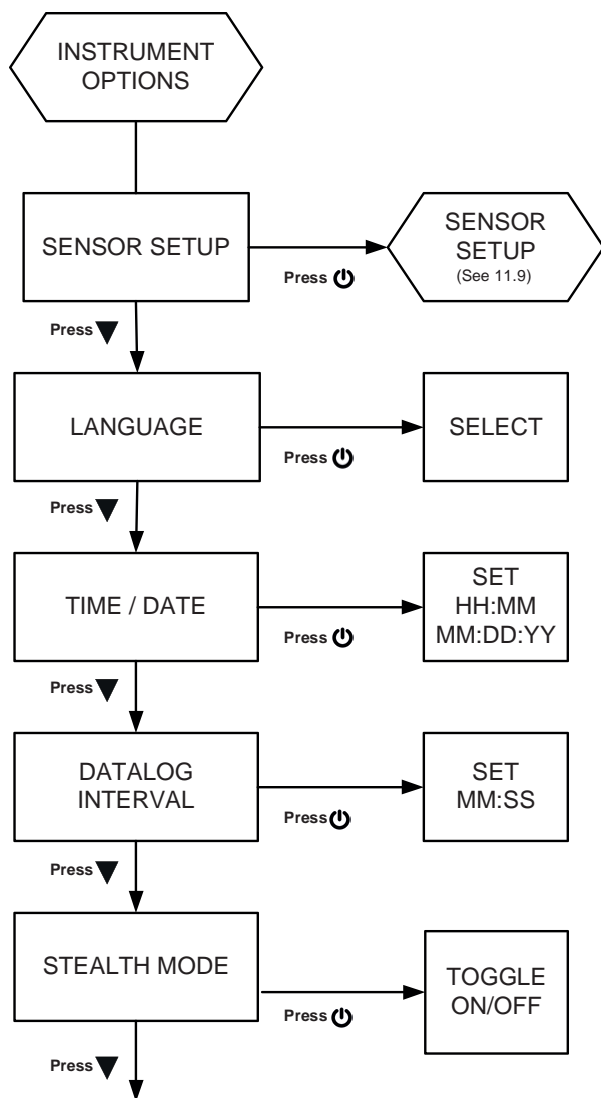 INSTRUMENT
OPTIONS
SENSOR SETUP
Press
SENSOR
SETUP
(See 11.9)
Press
LANGUAGE
Press
SELECT
Press
TIME / DATE
Press
SET
HH:MM
MM:DD:YY
Press
DATALOG
INTERVAL
Press
SET
MM:SS
Press
STEALTH MODE
Press
TOGGLE
ON/OFF
Press